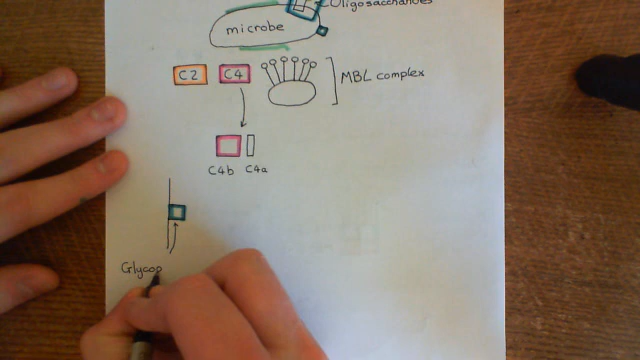 Oligosaccharides
microbe
C2 C4 MBL complex
C4b C4a
Glycop